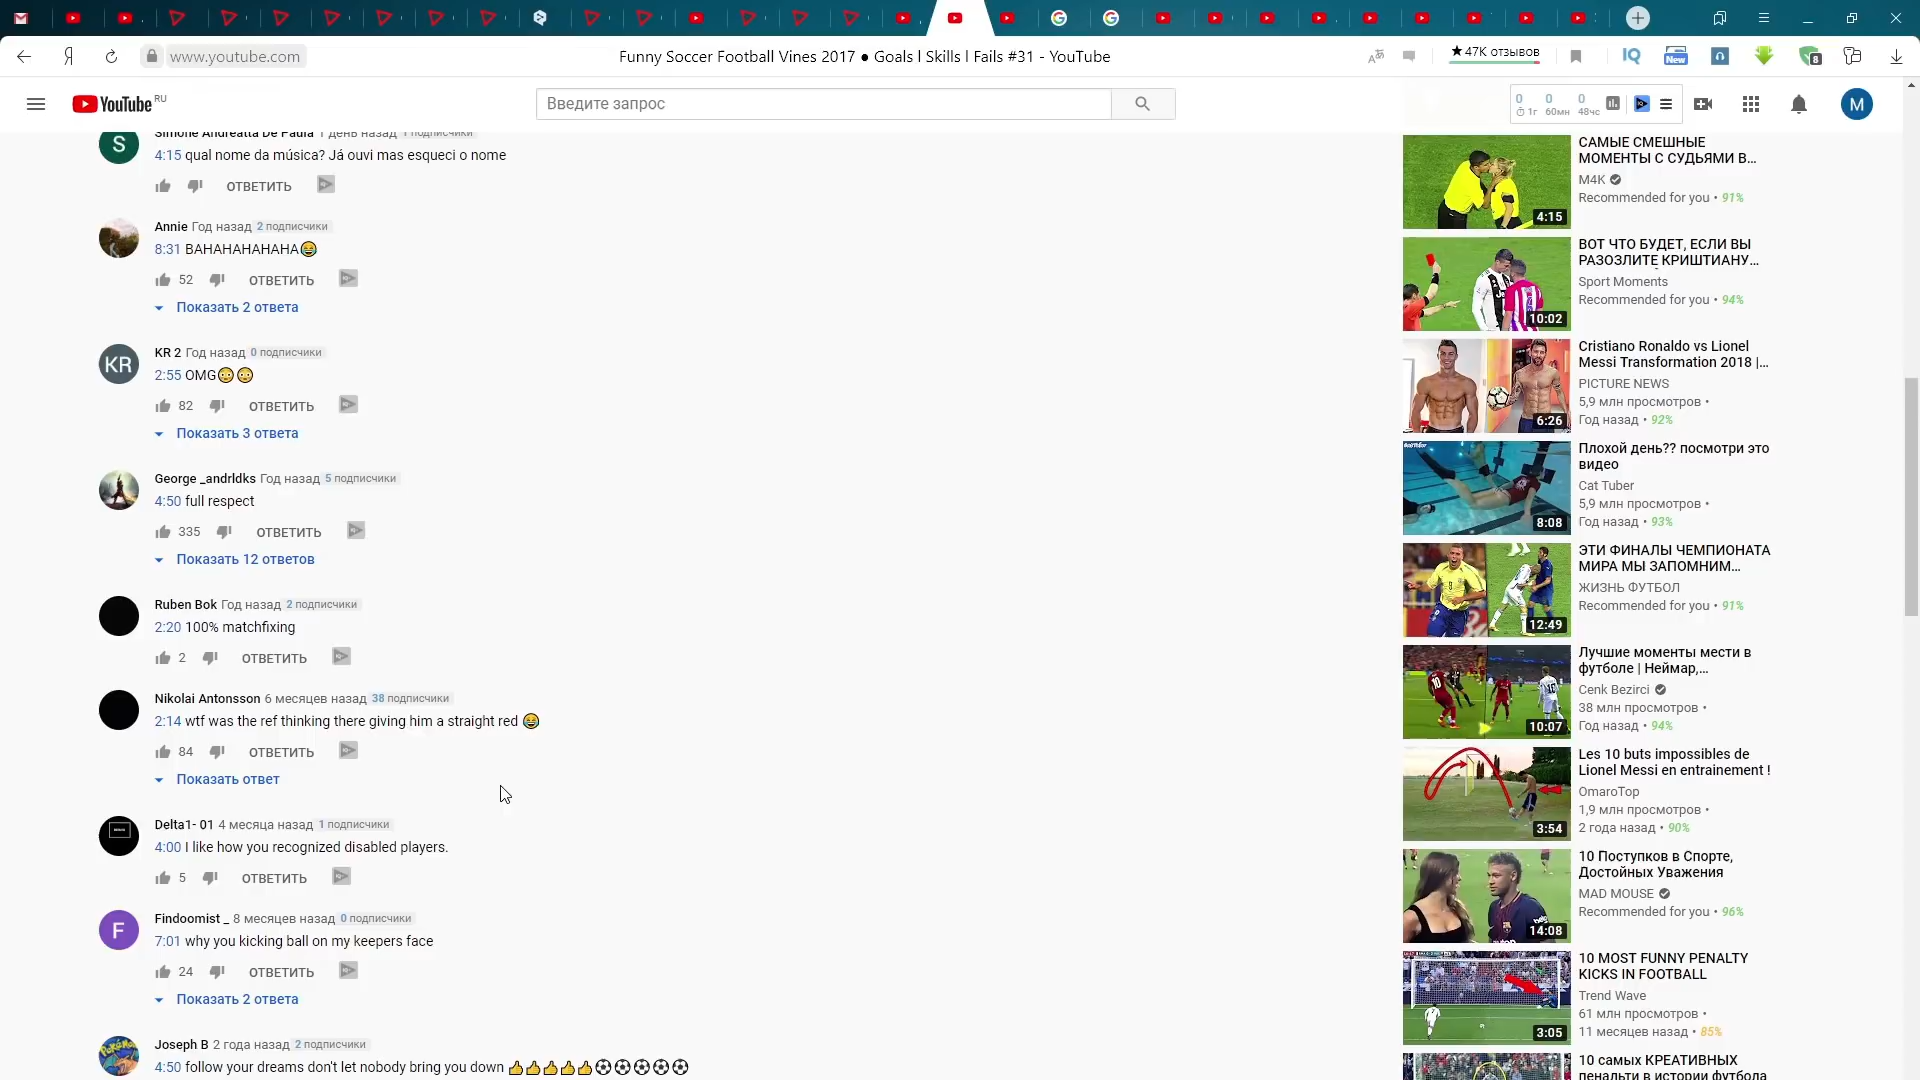 www.youtube.com
Funny Soccer Football Vines 2017 ● Goals l Skills l Fails #31 - YouTube
★47K отзывов
IQ
New
8
YouTube RU
Введите запрос
0 0 0
1г 60мн 48чс
M
Simone Andreatta De Paula 1 день назад 1 подписчики
S
4:15 qual nome da música? Já ouvi mas esqueci o nome
ОТВЕТИТЬ
Annie Год назад 2 подписчики
8:31 BAHAHAHAHAHA😂
52 ОТВЕТИТЬ
Показать 2 ответа
KR
KR 2 Год назад 0 подписчики
2:55 OMG😳😳
82 ОТВЕТИТЬ
Показать 3 ответа
George _andrldks Год назад 5 подписчики
4:50 full respect
335 ОТВЕТИТЬ
Показать 12 ответов
Ruben Bok Год назад 2 подписчики
2:20 100% matchfixing
2 ОТВЕТИТЬ
Nikolai Antonsson 6 месяцев назад 38 подписчики
2:14 wtf was the ref thinking there giving him a straight red 😂
84 ОТВЕТИТЬ
Показать ответ
Delta1- 01 4 месяца назад 1 подписчики
4:00 I like how you recognized disabled players.
5 ОТВЕТИТЬ
F
Findoomist _ 8 месяцев назад 0 подписчики
7:01 why you kicking ball on my keepers face
24 ОТВЕТИТЬ
Показать 2 ответа
Joseph B 2 года назад 2 подписчики
4:50 follow your dreams don't let nobody bring you down 👍👍👍👍👍⚽⚽⚽⚽⚽
САМЫЕ СМЕШНЫЕ
МОМЕНТЫ С СУДЬЯМИ В...
M4K
Recommended for you • 91%
4:15
ВОТ ЧТО БУДЕТ, ЕСЛИ ВЫ
РАЗОЗЛИТЕ КРИШТИАНУ...
Sport Moments
Recommended for you • 94%
10:02
Cristiano Ronaldo vs Lionel
Messi Transformation 2018 |...
PICTURE NEWS
5,9 млн просмотров •
Год назад • 92%
6:26
Плохой день?? посмотри это
видео
Cat Tuber
5,9 млн просмотров •
Год назад • 93%
8:08
ЭТИ ФИНАЛЫ ЧЕМПИОНАТА
МИРА МЫ ЗАПОМНИМ...
ЖИЗНЬ ФУТБОЛ
Recommended for you • 91%
12:49
Лучшие моменты мести в
футболе | Неймар,...
Cenk Bezirci
38 млн просмотров •
Год назад • 94%
10:07
Les 10 buts impossibles de
Lionel Messi en entrainement !
OmaroTop
1,9 млн просмотров •
2 года назад • 90%
3:54
10 Поступков в Спорте,
Достойных Уважения
MAD MOUSE
Recommended for you • 96%
14:08
10 MOST FUNNY PENALTY
KICKS IN FOOTBALL
Trend Wave
61 млн просмотров •
11 месяцев назад • 85%
3:05
10 самых КРЕАТИВНЫХ
пенальти в истории футбола